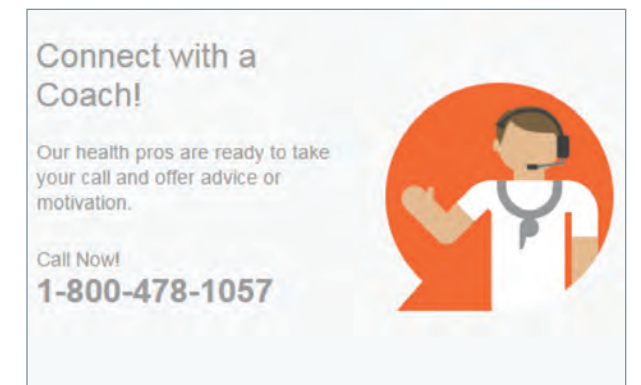 Connect with a
Coach!
Our health pros are ready to take
your call and offer advice or
motivation.
Call Now!
1-800-478-1057